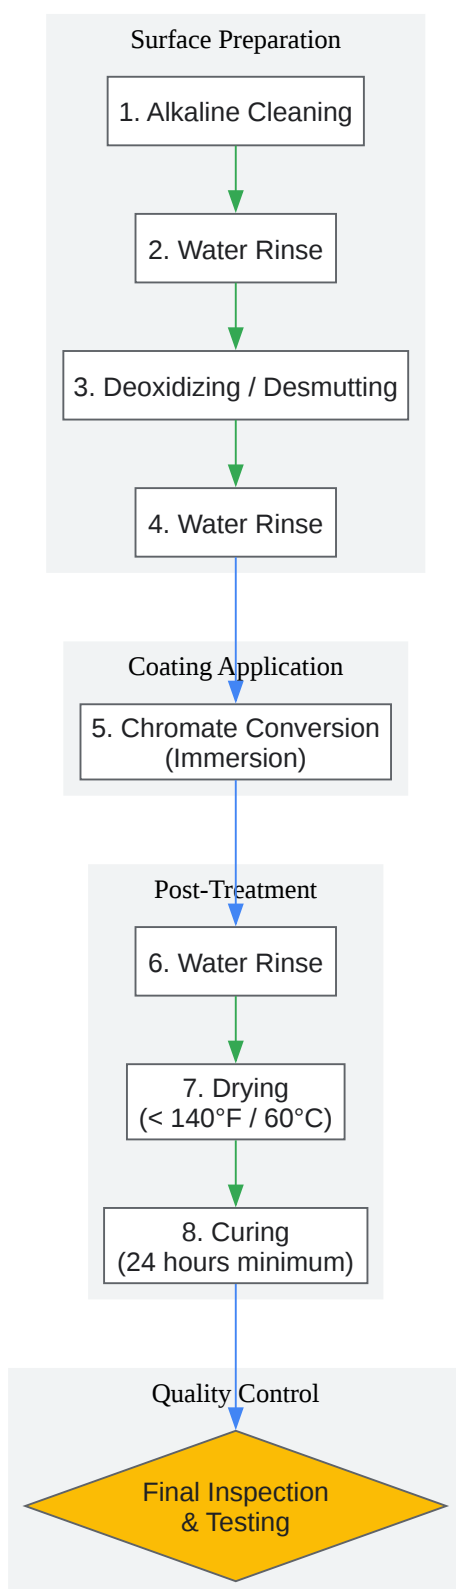 Surface Preparation
1. Alkaline Cleaning
2. Water Rinse
3. Deoxidizing / Desmutting
4. Water Rinse
Coating Application
5. Chromate Conversion
(Immersion)
Post-Treatment
6. Water Rinse
7. Drying
(< 140°F / 60°C)
8. Curing
(24 hours minimum)
Quality Control
Final Inspection
& Testing